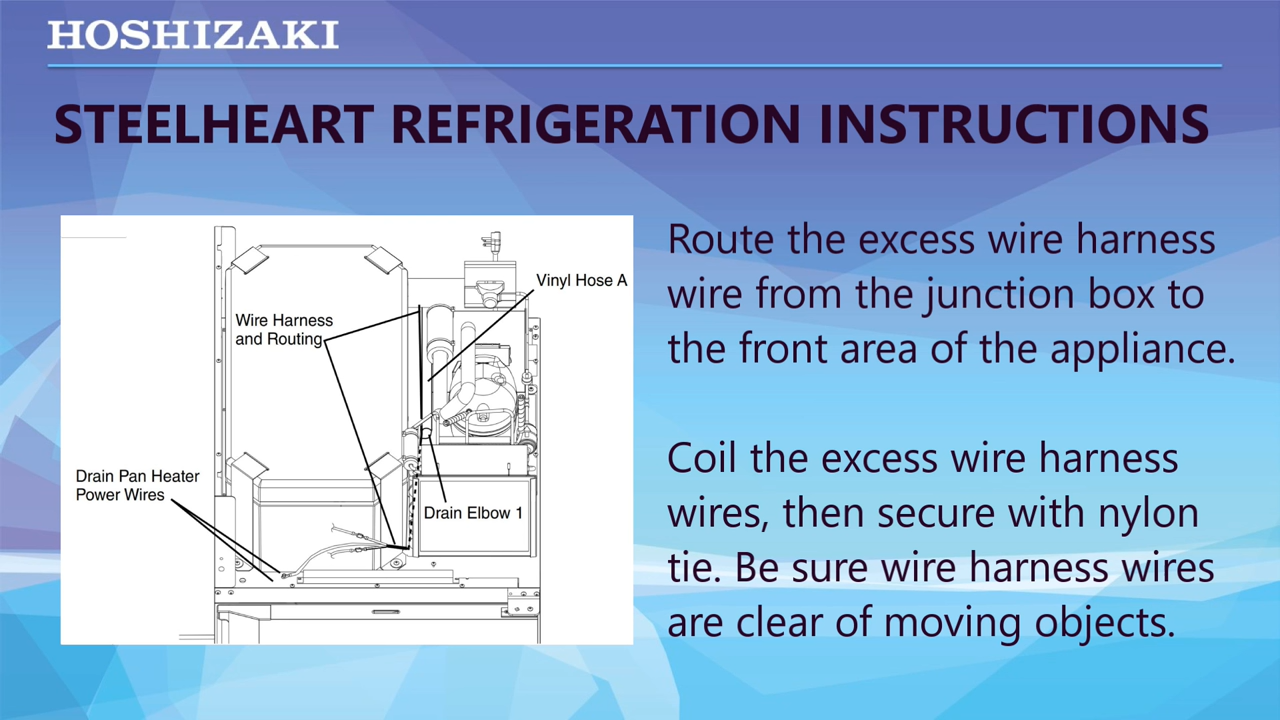 HOSHIZAKI
STEELHEART REFRIGERATION INSTRUCTIONS
Vinyl Hose A
Wire Harness
and Routing
Drain Pan Heater
Power Wires
Drain Elbow 1
Route the excess wire harness
wire from the junction box to
the front area of the appliance.
Coil the excess wire harness
wires, then secure with nylon
tie. Be sure wire harness wires
are clear of moving objects.